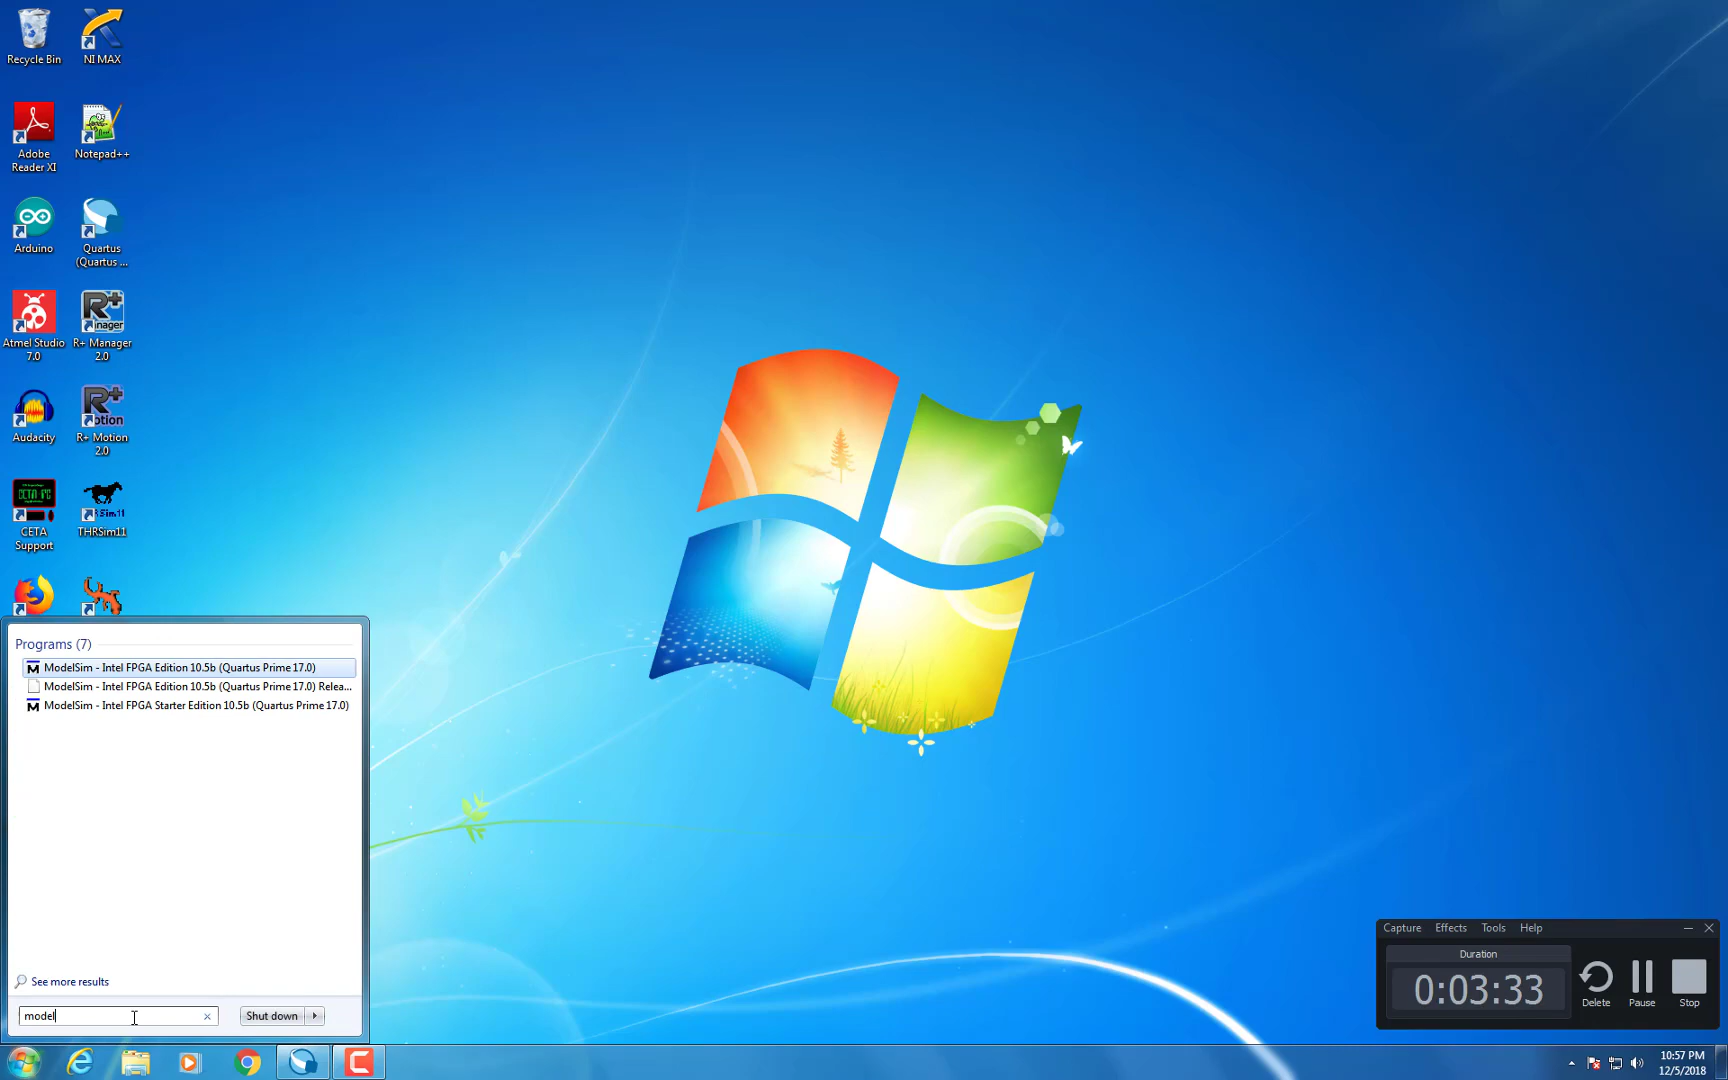 Recycle Bin
NI MAX
Adobe
Reader XI
Notepad++
Arduino
Quartus
(Quartus ...
Atmel Studio
7.0
R+ Manager
2.0
Audacity
R+ Motion
2.0
CETA
Support
THRSim11
Programs (7)
ModelSim - Intel FPGA Edition 10.5b (Quartus Prime 17.0)
ModelSim - Intel FPGA Edition 10.5b (Quartus Prime 17.0) Relea...
ModelSim - Intel FPGA Starter Edition 10.5b (Quartus Prime 17.0)
See more results
model
Shut down
Capture Effects Tools Help
Duration
0:03:33
Delete Pause Stop
10:57 PM
12/5/2018